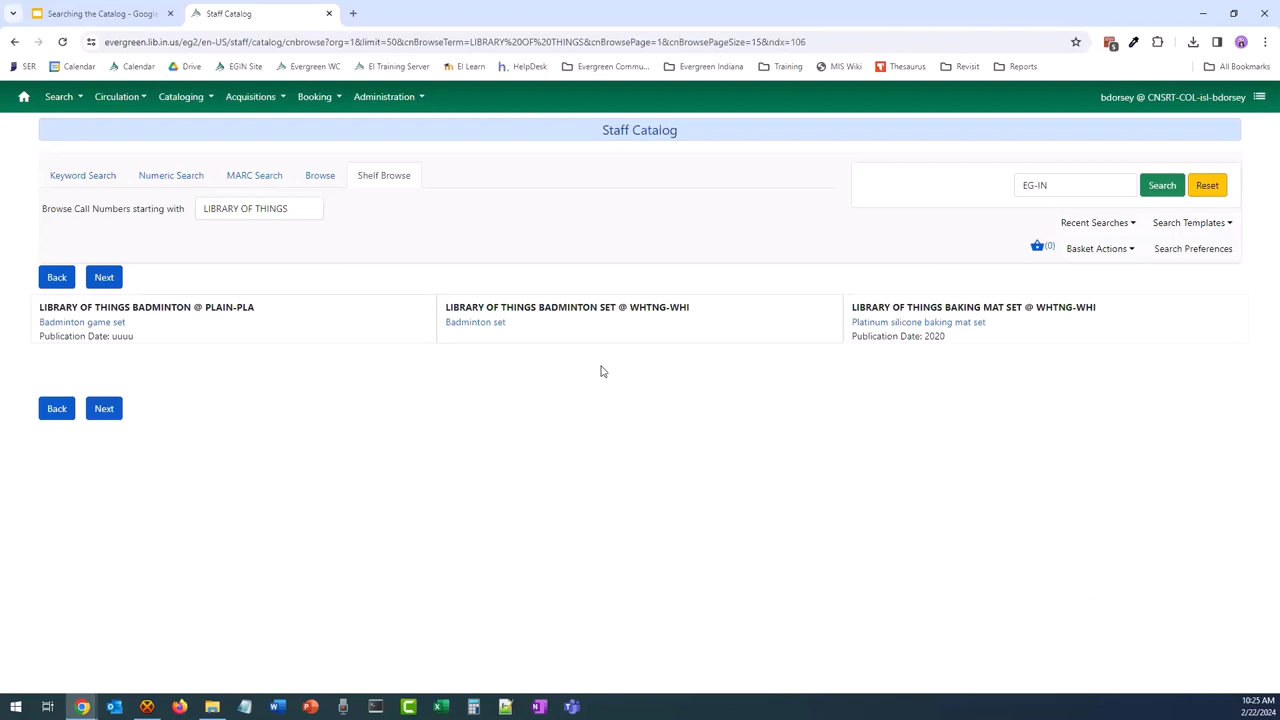 Searching the Catalog - Google
Staff Catalog
evergreen.lib.in.us/eg2/en-US/staff/catalog/cnbrowse?org=1&limit=50&cnBrowseTerm=LIBRARY%20OF%20THINGS&cnBrowsePage=1&cnBrowsePageSize=15&ndx=106
SER Calendar Calendar Drive EGIN Site Evergreen WC EI Training Server EI Learn HelpDesk Evergreen Commu... Evergreen Indiana Training MIS Wiki Thesaurus Revisit Reports All Bookmarks
Search Circulation Cataloging Acquisitions Booking Administration bdorsey @ CNSRT-COL-isl-bdorsey
Staff Catalog
Keyword Search Numeric Search MARC Search Browse Shelf Browse
EG-IN Search Reset
Browse Call Numbers starting with LIBRARY OF THINGS
Recent Searches Search Templates
(0) Basket Actions Search Preferences
Back Next
LIBRARY OF THINGS BADMINTON @ PLAIN-PLA
Badminton game set
Publication Date: uuuu
LIBRARY OF THINGS BADMINTON SET @ WHTNG-WHI
Badminton set
LIBRARY OF THINGS BAKING MAT SET @ WHTNG-WHI
Platinum silicone baking mat set
Publication Date: 2020
Back Next
10:25 AM
2/22/2024